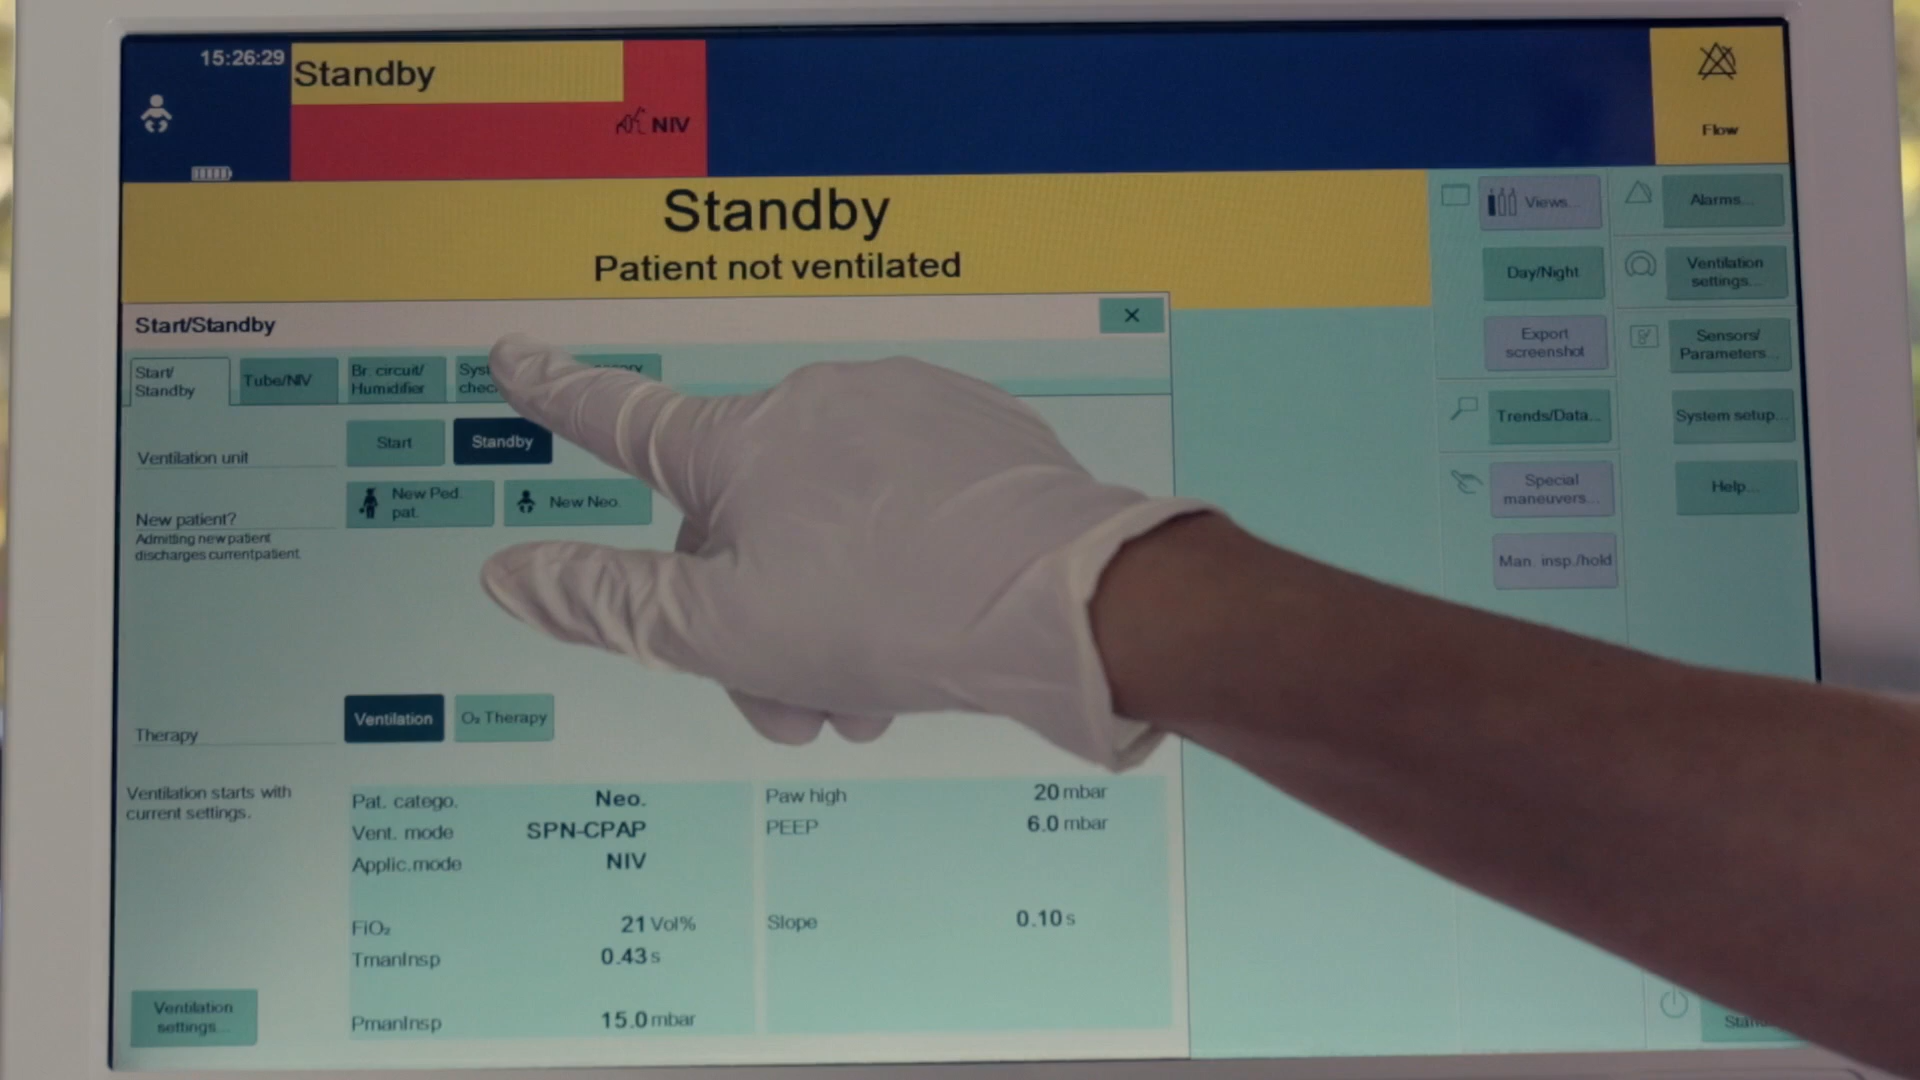 15:26:29
Standby
NIV
Flow
Standby
Patient not ventilated
Start/Standby
Start/
Standby
Tube/NIV
Br. circuit/
Humidifier
Ventilation unit
Start
Standby
New patient?
Admitting new patient
discharges current patient.
New Ped.
pat.
New Neo.
Therapy
Ventilation
O₂ Therapy
Ventilation starts with
current settings.
Pat. catego. Neo.
Vent. mode SPN-CPAP
Applic.mode NIV
FiO₂ 21 Vol%
TmanInsp 0.43 s
PmanInsp 15.0 mbar
Paw high 20 mbar
PEEP 6.0 mbar
Slope 0.10 s
Ventilation
settings...
Views...
Day/Night
Export
screenshot
Trends/Data...
Special
maneuvers...
Man. insp./hold
Alarms...
Ventilation
settings...
Sensors/
Parameters...
System setup...
Help...